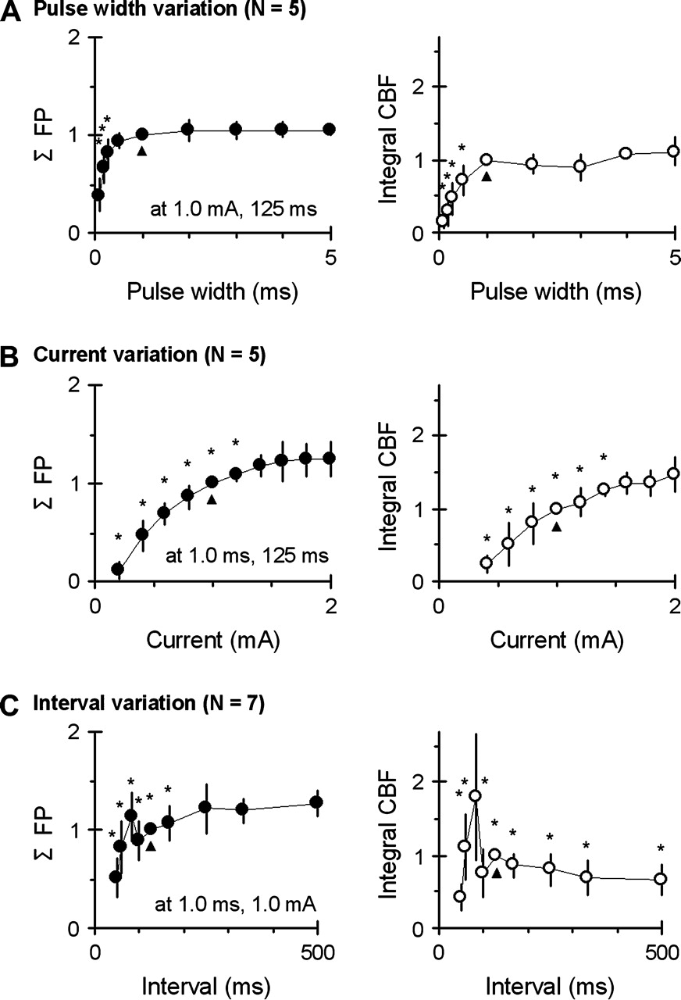 A Pulse width variation (N = 5)
2
1
0
Σ FP
* * *
▲
at 1.0 mA, 125 ms
0 5
Pulse width (ms)
2
1
0
Integral CBF
* * * *
▲
0 5
Pulse width (ms)
B Current variation (N = 5)
2
1
0
Σ FP
* * * * * *
▲
at 1.0 ms, 125 ms
0 2
Current (mA)
2
1
0
Integral CBF
* * * * * *
▲
0 2
Current (mA)
C Interval variation (N = 7)
2
1
0
Σ FP
* * * * * *
▲
at 1.0 ms, 1.0 mA
0 500
Interval (ms)
2
1
0
Integral CBF
* * * * * * * *
▲
0 500
Interval (ms)